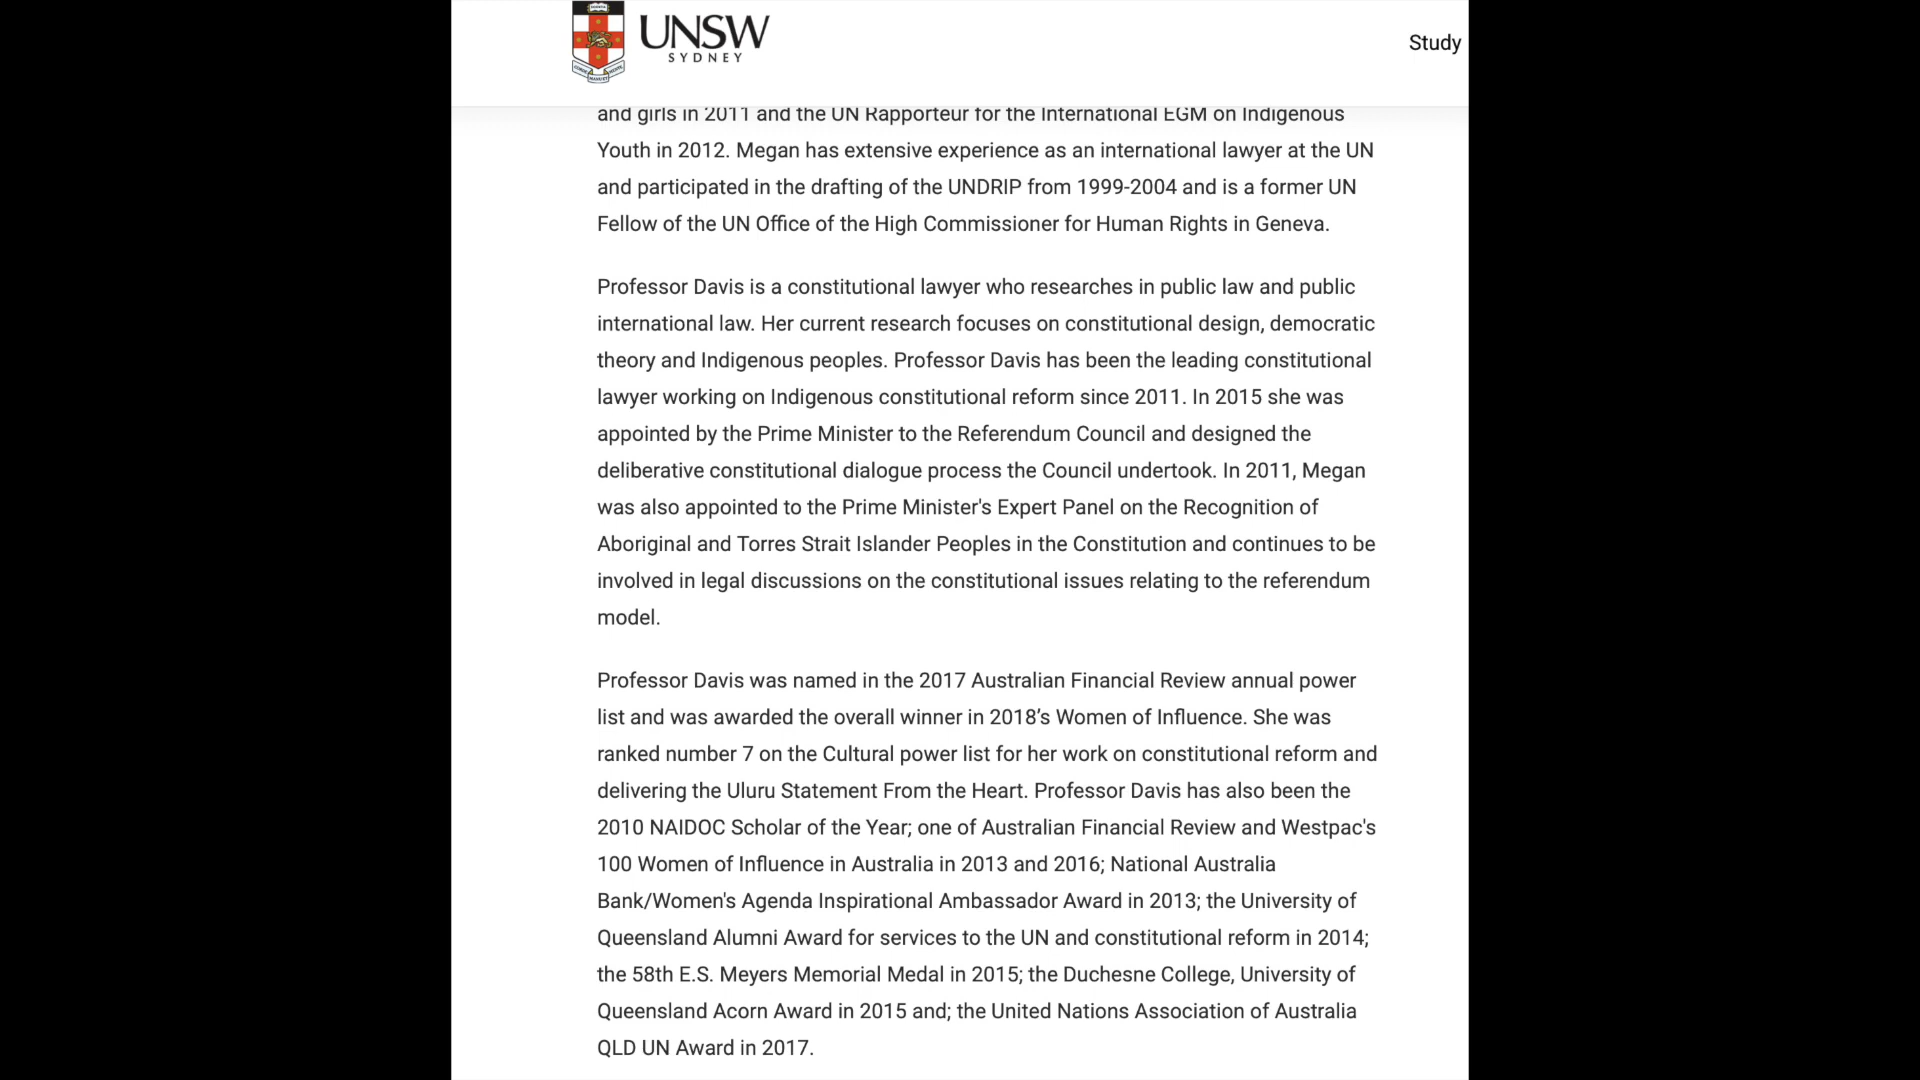 UNSW
SYDNEY
Study
and girls in 2011 and the UN Rapporteur for the International EGM on Indigenous
Youth in 2012. Megan has extensive experience as an international lawyer at the UN
and participated in the drafting of the UNDRIP from 1999-2004 and is a former UN
Fellow of the UN Office of the High Commissioner for Human Rights in Geneva.
Professor Davis is a constitutional lawyer who researches in public law and public
international law. Her current research focuses on constitutional design, democratic
theory and Indigenous peoples. Professor Davis has been the leading constitutional
lawyer working on Indigenous constitutional reform since 2011. In 2015 she was
appointed by the Prime Minister to the Referendum Council and designed the
deliberative constitutional dialogue process the Council undertook. In 2011, Megan
was also appointed to the Prime Minister's Expert Panel on the Recognition of
Aboriginal and Torres Strait Islander Peoples in the Constitution and continues to be
involved in legal discussions on the constitutional issues relating to the referendum
model.
Professor Davis was named in the 2017 Australian Financial Review annual power
list and was awarded the overall winner in 2018’s Women of Influence. She was
ranked number 7 on the Cultural power list for her work on constitutional reform and
delivering the Uluru Statement From the Heart. Professor Davis has also been the
2010 NAIDOC Scholar of the Year; one of Australian Financial Review and Westpac's
100 Women of Influence in Australia in 2013 and 2016; National Australia
Bank/Women's Agenda Inspirational Ambassador Award in 2013; the University of
Queensland Alumni Award for services to the UN and constitutional reform in 2014;
the 58th E.S. Meyers Memorial Medal in 2015; the Duchesne College, University of
Queensland Acorn Award in 2015 and; the United Nations Association of Australia
QLD UN Award in 2017.